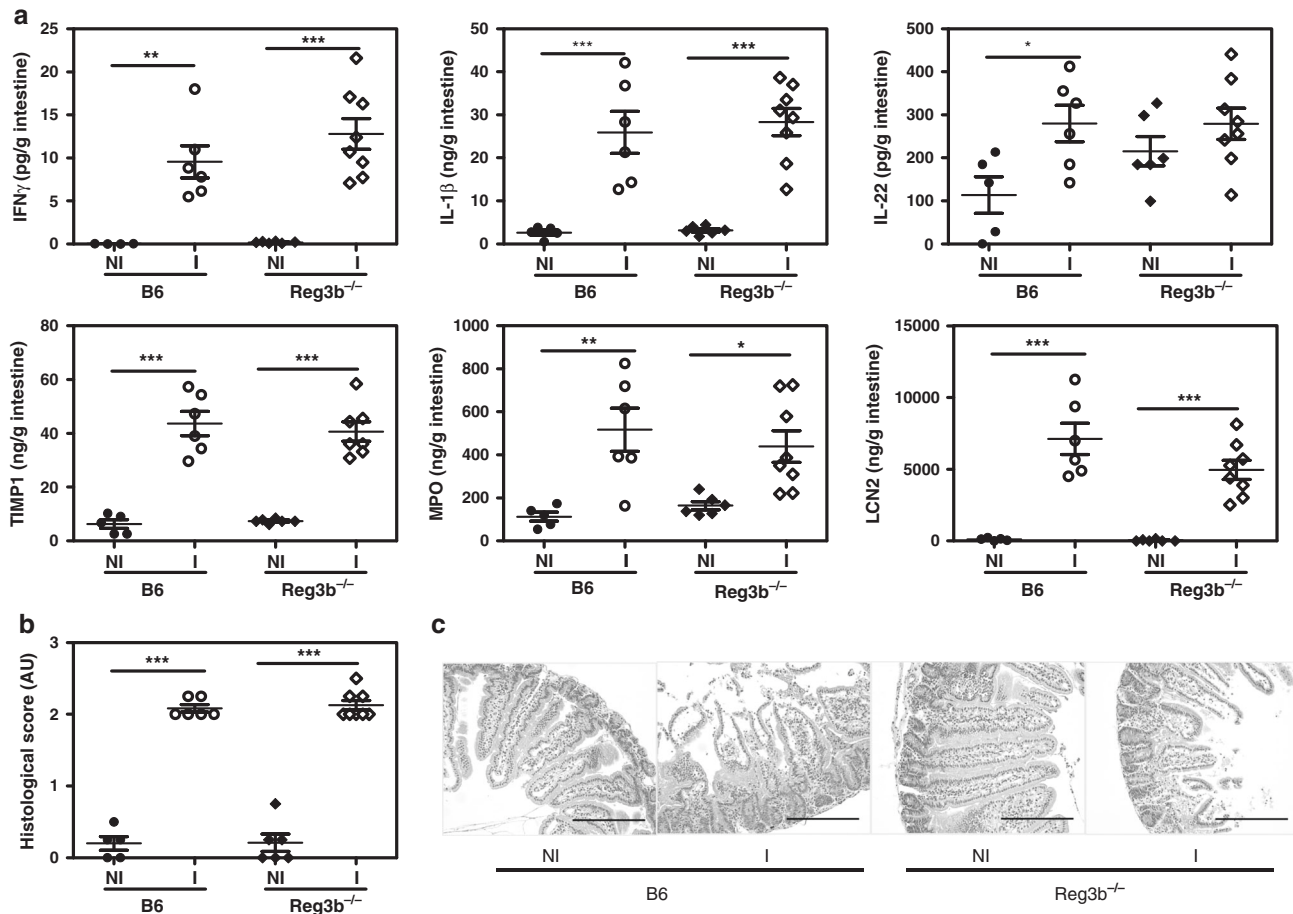 a
IFNγ (pg/g intestine)
25
20
15
10
5
0
**
***
NI
I
NI
I
B6
Reg3b−/−
IL-1β (ng/g intestine)
50
40
30
20
10
0
***
***
NI
I
NI
I
B6
Reg3b−/−
IL-22 (pg/g intestine)
500
400
300
200
100
0
*
NI
I
NI
I
B6
Reg3b−/−
TIMP1 (ng/g intestine)
80
60
40
20
0
***
***
NI
I
NI
I
B6
Reg3b−/−
MPO (ng/g intestine)
1000
800
600
400
200
0
**
*
NI
I
NI
I
B6
Reg3b−/−
LCN2 (ng/g intestine)
15000
10000
5000
0
***
***
NI
I
NI
I
B6
Reg3b−/−
b
Histological score (AU)
3
2
1
0
***
***
NI
I
NI
I
B6
Reg3b−/−
c
NI
I
NI
I
B6
Reg3b−/−